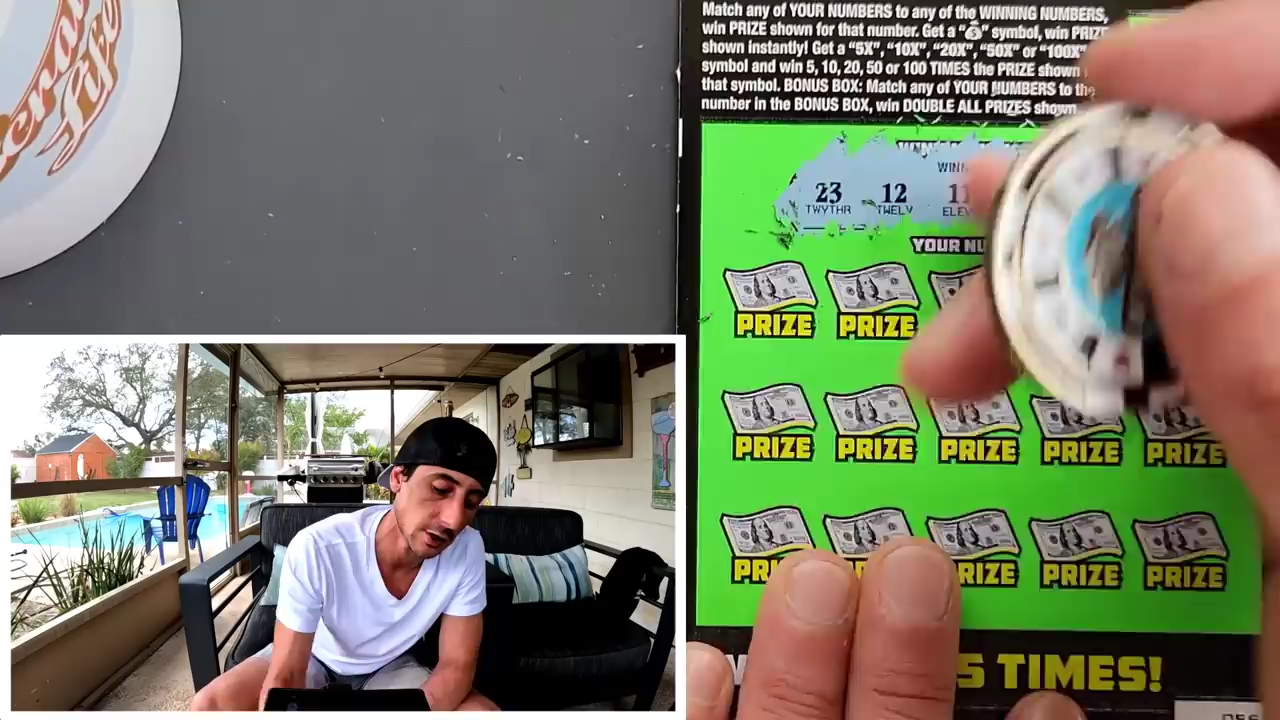 Life
Match any of YOUR NUMBERS to any of the WINNING NUMBERS,
win PRIZE shown for that number. Get a "💰" symbol, win PRIZE
shown instantly! Get a "5X", "10X", "20X", "50X" or "100X"
symbol and win 5, 10, 20, 50 or 100 TIMES the PRIZE shown
that symbol. BONUS BOX: Match any of YOUR NUMBERS to the
number in the BONUS BOX, win DOUBLE ALL PRIZES shown
23 12
TWYTHR TWELV
YOUR
PRIZE PRIZE
PRIZE PRIZE PRIZE PRIZE PRIZE
PRIZE PRIZE PRIZE
TIMES!